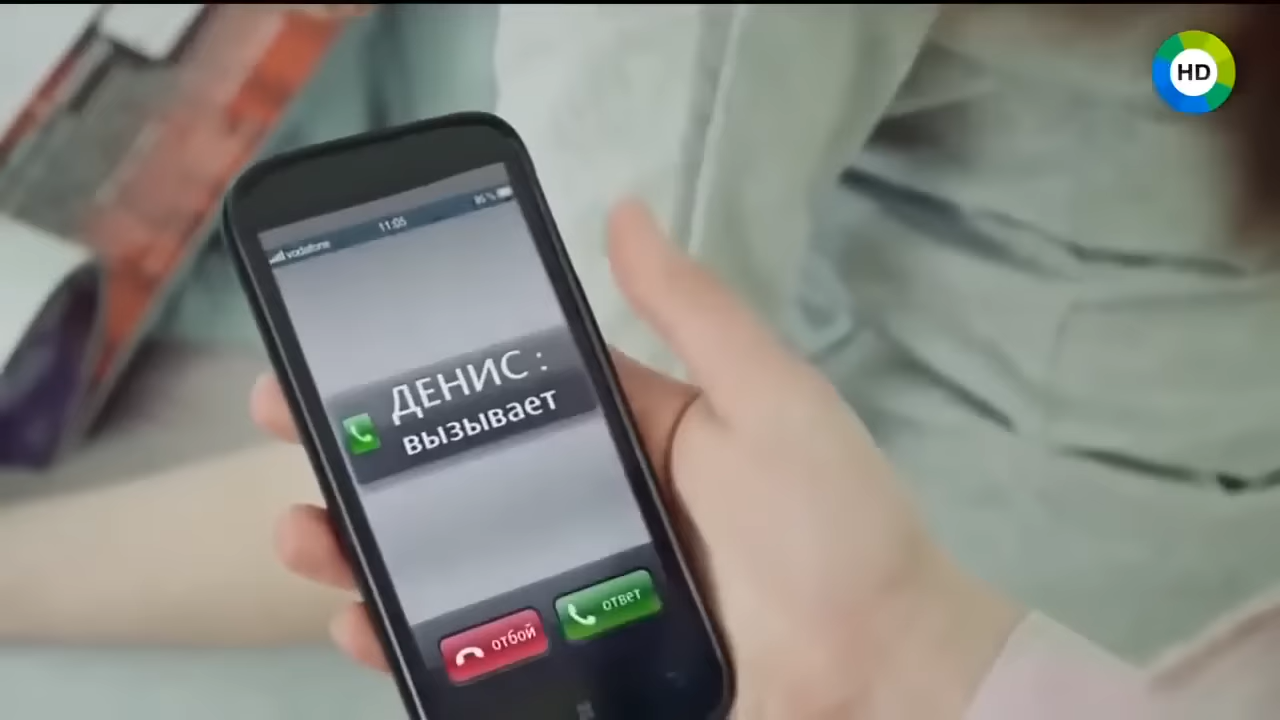 HD
vodafone 11:05
ДЕНИС :
вызывает
отбой ответ